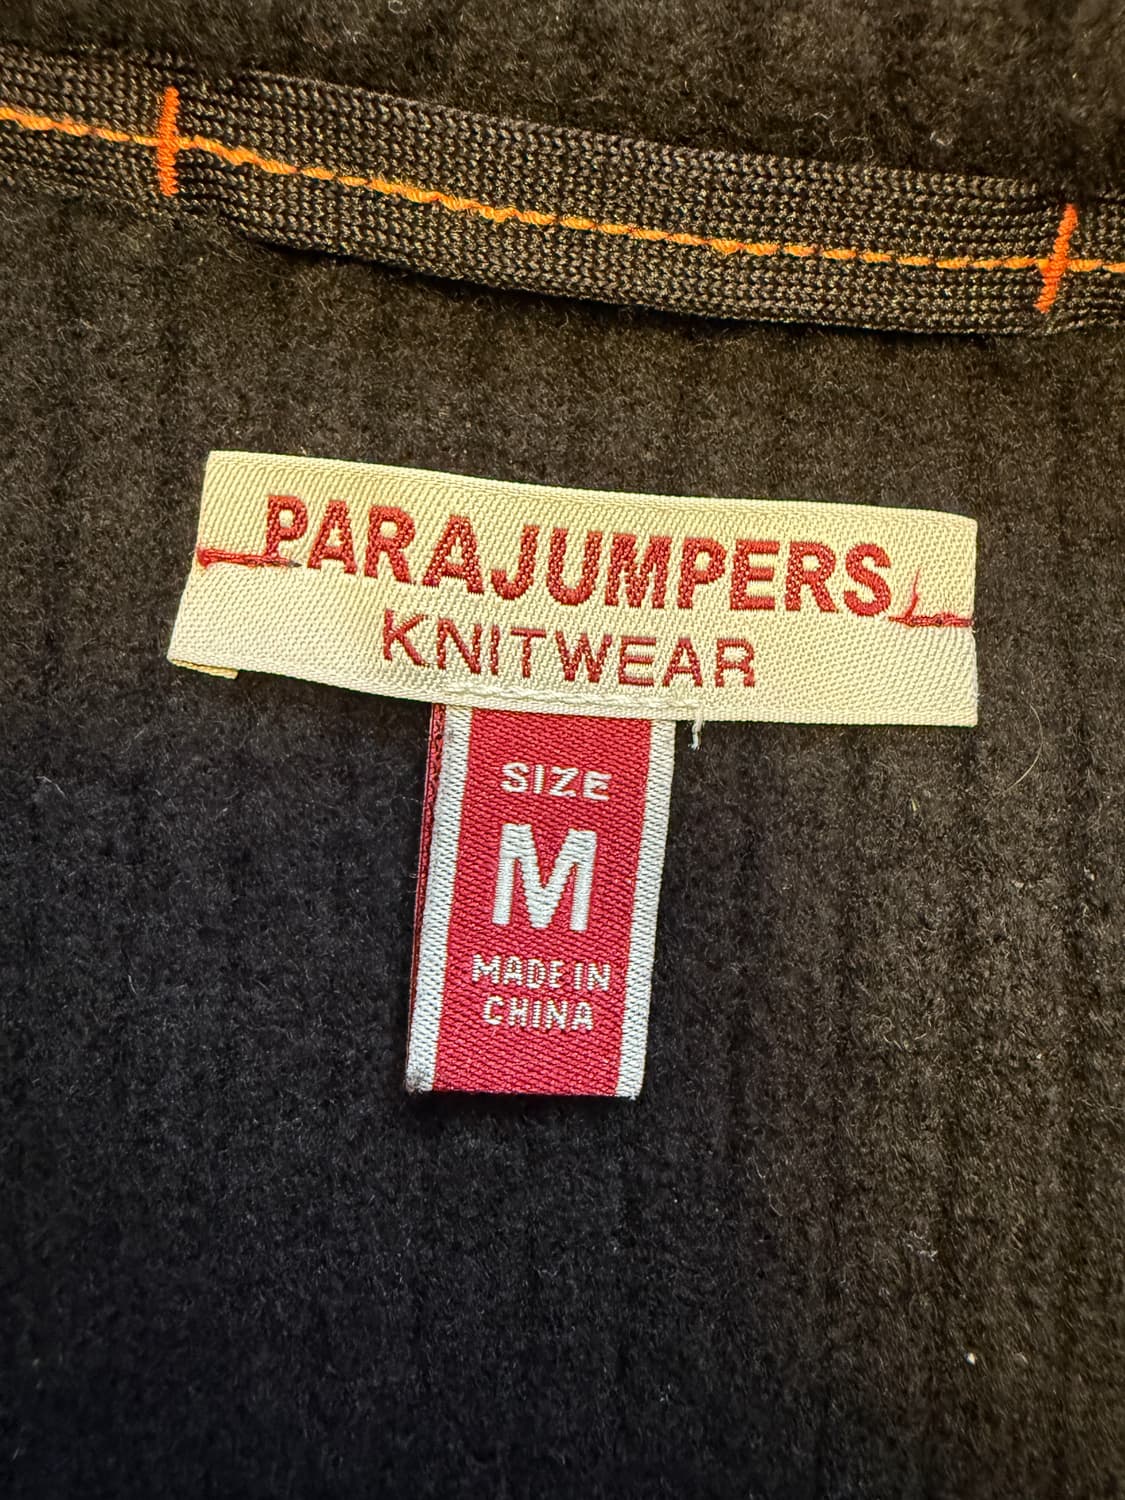 PARAJUMPERS
KNITWEAR
SIZE
M
MADE IN
CHINA